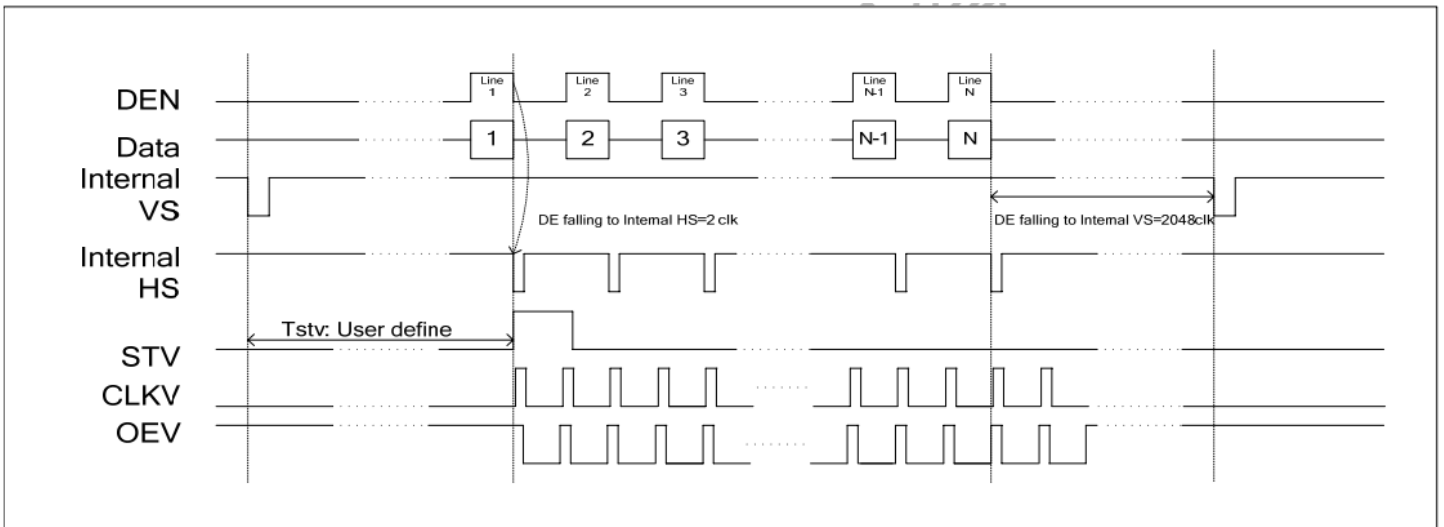 Line 1
Line 2
Line 3
Line N-1
Line N
DEN
Data
1
2
3
N-1
N
Internal
VS
DE falling to Internal HS=2 clk
DE falling to Internal VS=2048clk
Internal
HS
Tstv: User define
STV
CLKV
OEV